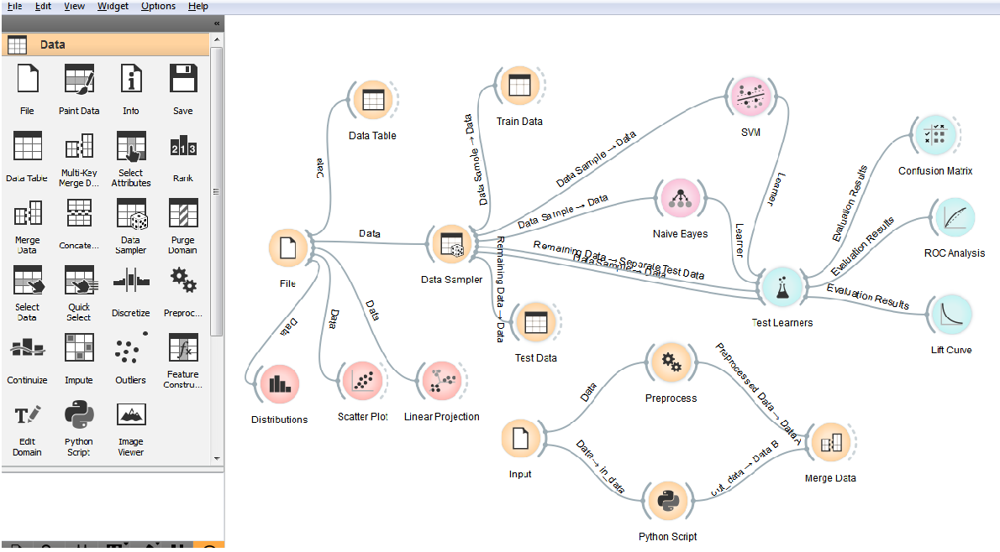 File Edit View Widget Options Help
«
Data
File Paint Data Info Save
Data Table Multi-Key Merge D... Select Attributes Rank
Merge Data Concate... Data Sampler Purge Domain
Select Data Quick Select Discretize Preproc...
Continuize Impute Outliers Feature Constru...
Edit Domain Python Script Image Viewer
Data Table
Train Data
SVM
Confusion Matrix
Naive Bayes
ROC Analysis
File
Data Sampler
Test Learners
Lift Curve
Test Data
Distributions
Scatter Plot
Linear Projection
Preprocess
Input
Merge Data
Python Script
Data
Data
Data
Data
Data
Data Sample → Data
Data Sample → Data
Data Sample → Data
Remaining Data → Separate Test Data
Data Sample → Data
Remaining Data → Data
Learner
Learner
Evaluation Results
Evaluation Results
Evaluation Results
Data
Preprocessed Data → Data A
Data → in_data
out_data → Data B